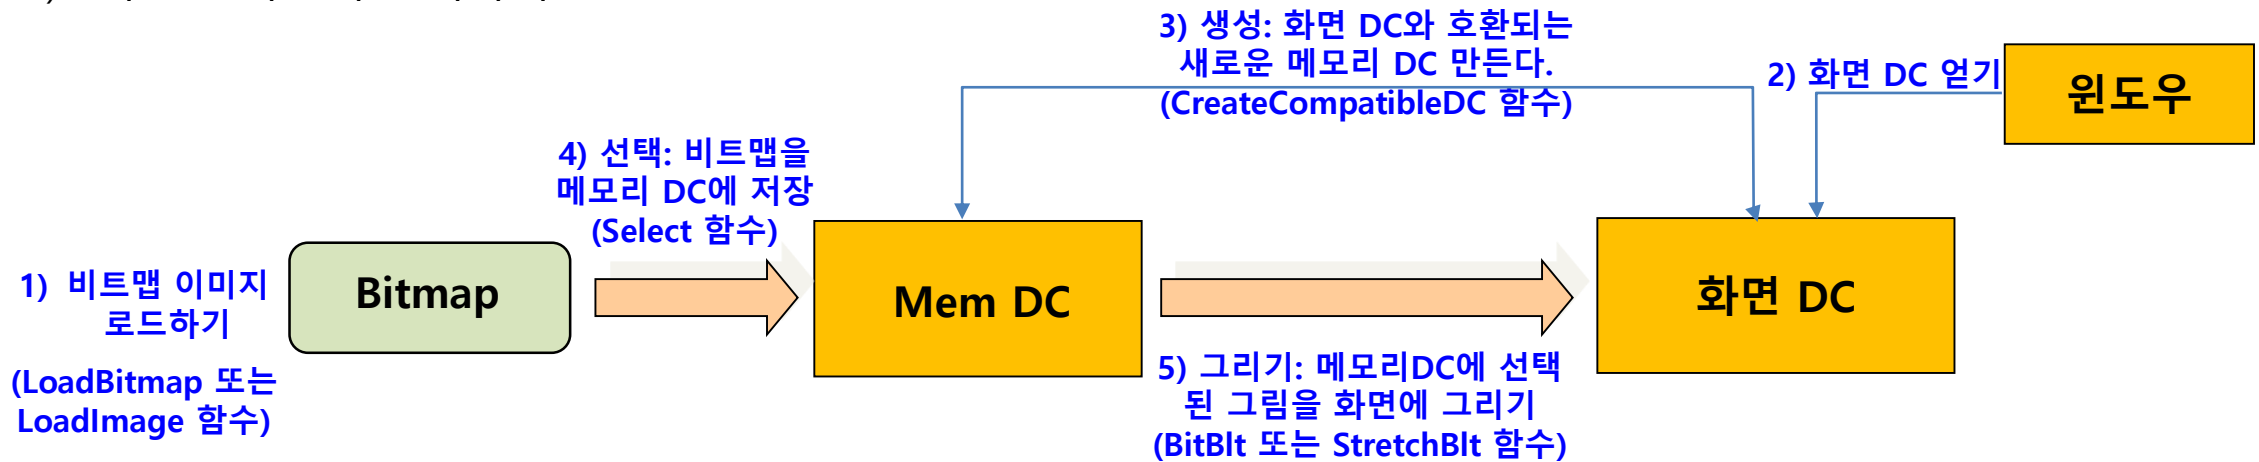 3) 생성: 화면 DC와 호환되는
새로운 메모리 DC 만든다.
(CreateCompatibleDC 함수)
2) 화면 DC 얻기
윈도우
4) 선택: 비트맵을
메모리 DC에 저장
(Select 함수)
1) 비트맵 이미지
로드하기
(LoadBitmap 또는
LoadImage 함수)
Bitmap
Mem DC
화면 DC
5) 그리기: 메모리DC에 선택
된 그림을 화면에 그리기
(BitBlt 또는 StretchBlt 함수)